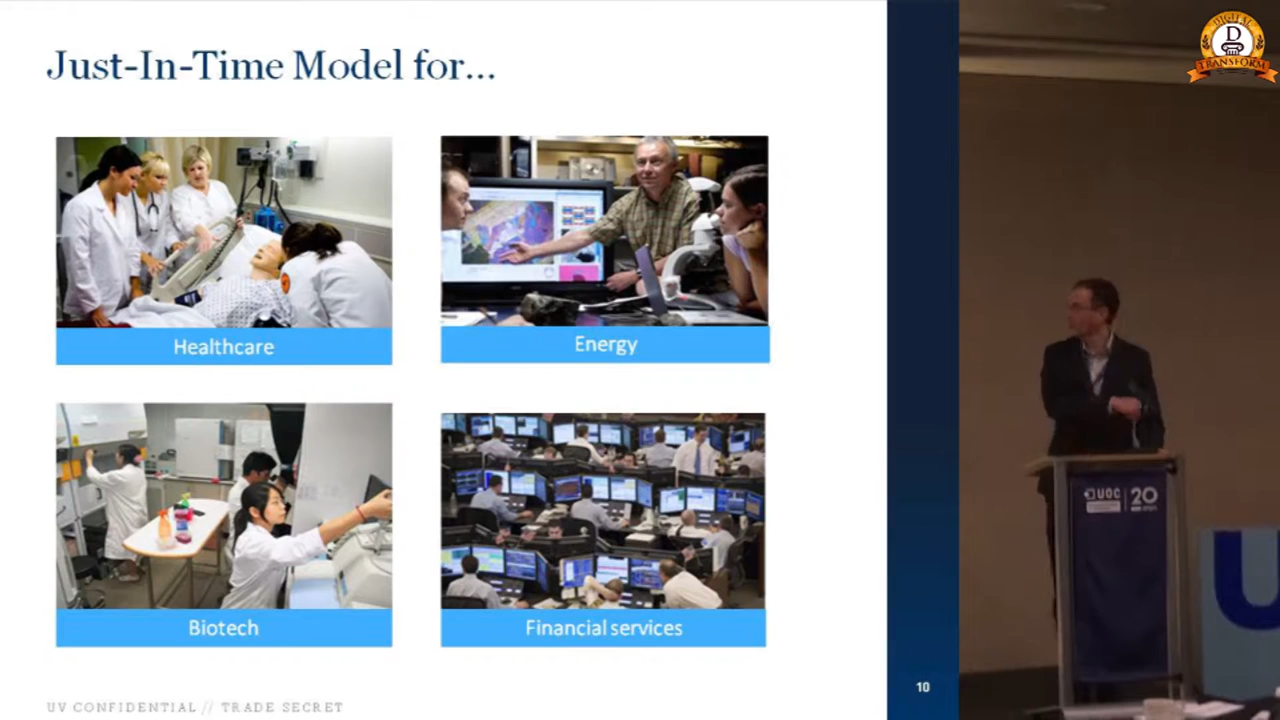 Just-In-Time Model for...
Healthcare
Energy
Biotech
Financial services
UV CONFIDENTIAL // TRADE SECRET
10
DIGITAL
D
TRANSFORM
UOC
20
U